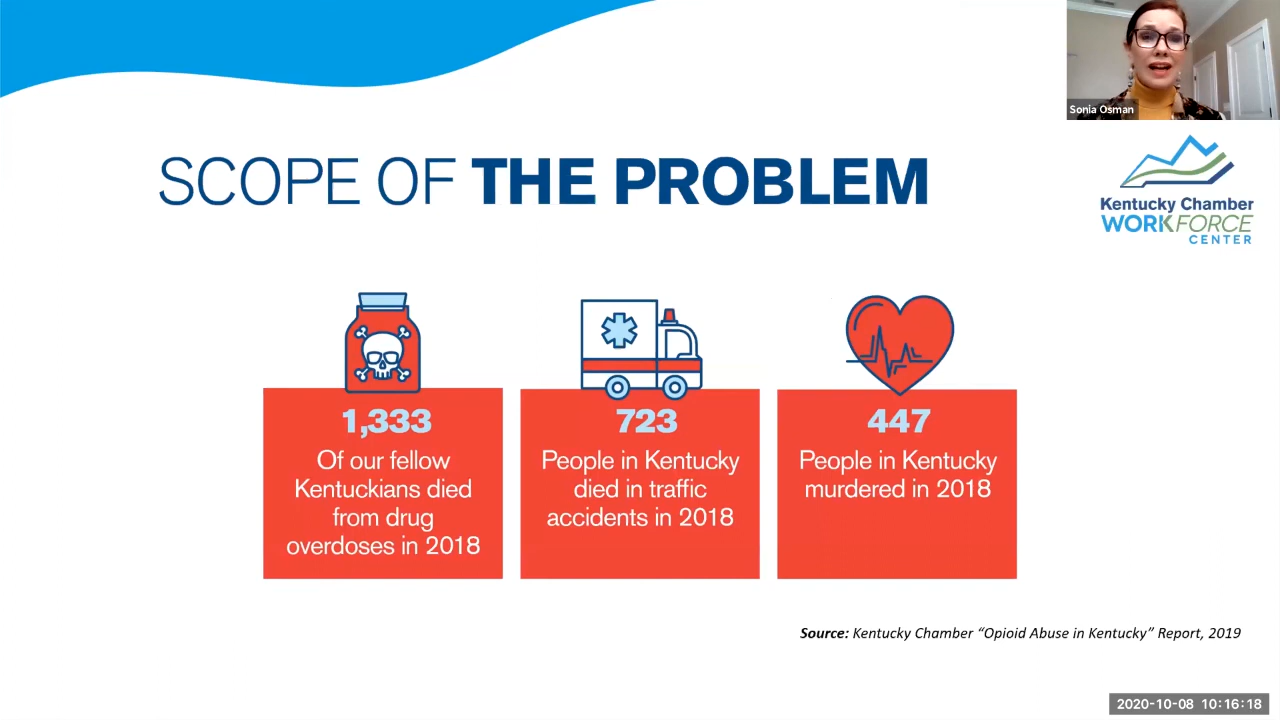 Sonia Osman
SCOPE OF THE PROBLEM
Kentucky Chamber
WORKFORCE
CENTER
1,333
Of our fellow
Kentuckians died
from drug
overdoses in 2018
723
People in Kentucky
died in traffic
accidents in 2018
447
People in Kentucky
murdered in 2018
Source: Kentucky Chamber “Opioid Abuse in Kentucky” Report, 2019
2020-10-08 10:16:18